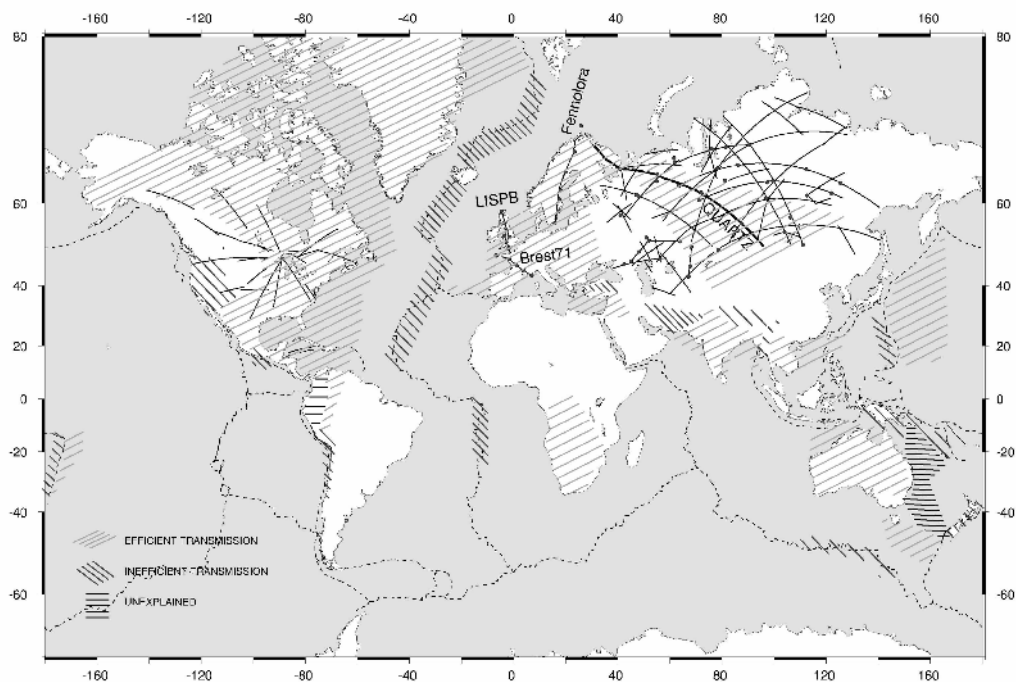 -160 -120 -80 -40 0 40 80 120 160
80 80
Fennolora
60 60
LISPB
QUARTZ
Brest71
40 40
20 20
0 0
-20 -20
-40 -40
EFFICIENT TRANSMISSION
INEFFICIENT TRANSMISSION
-60 -60
UNEXPLAINED
-160 -120 -80 -40 0 40 80 120 160